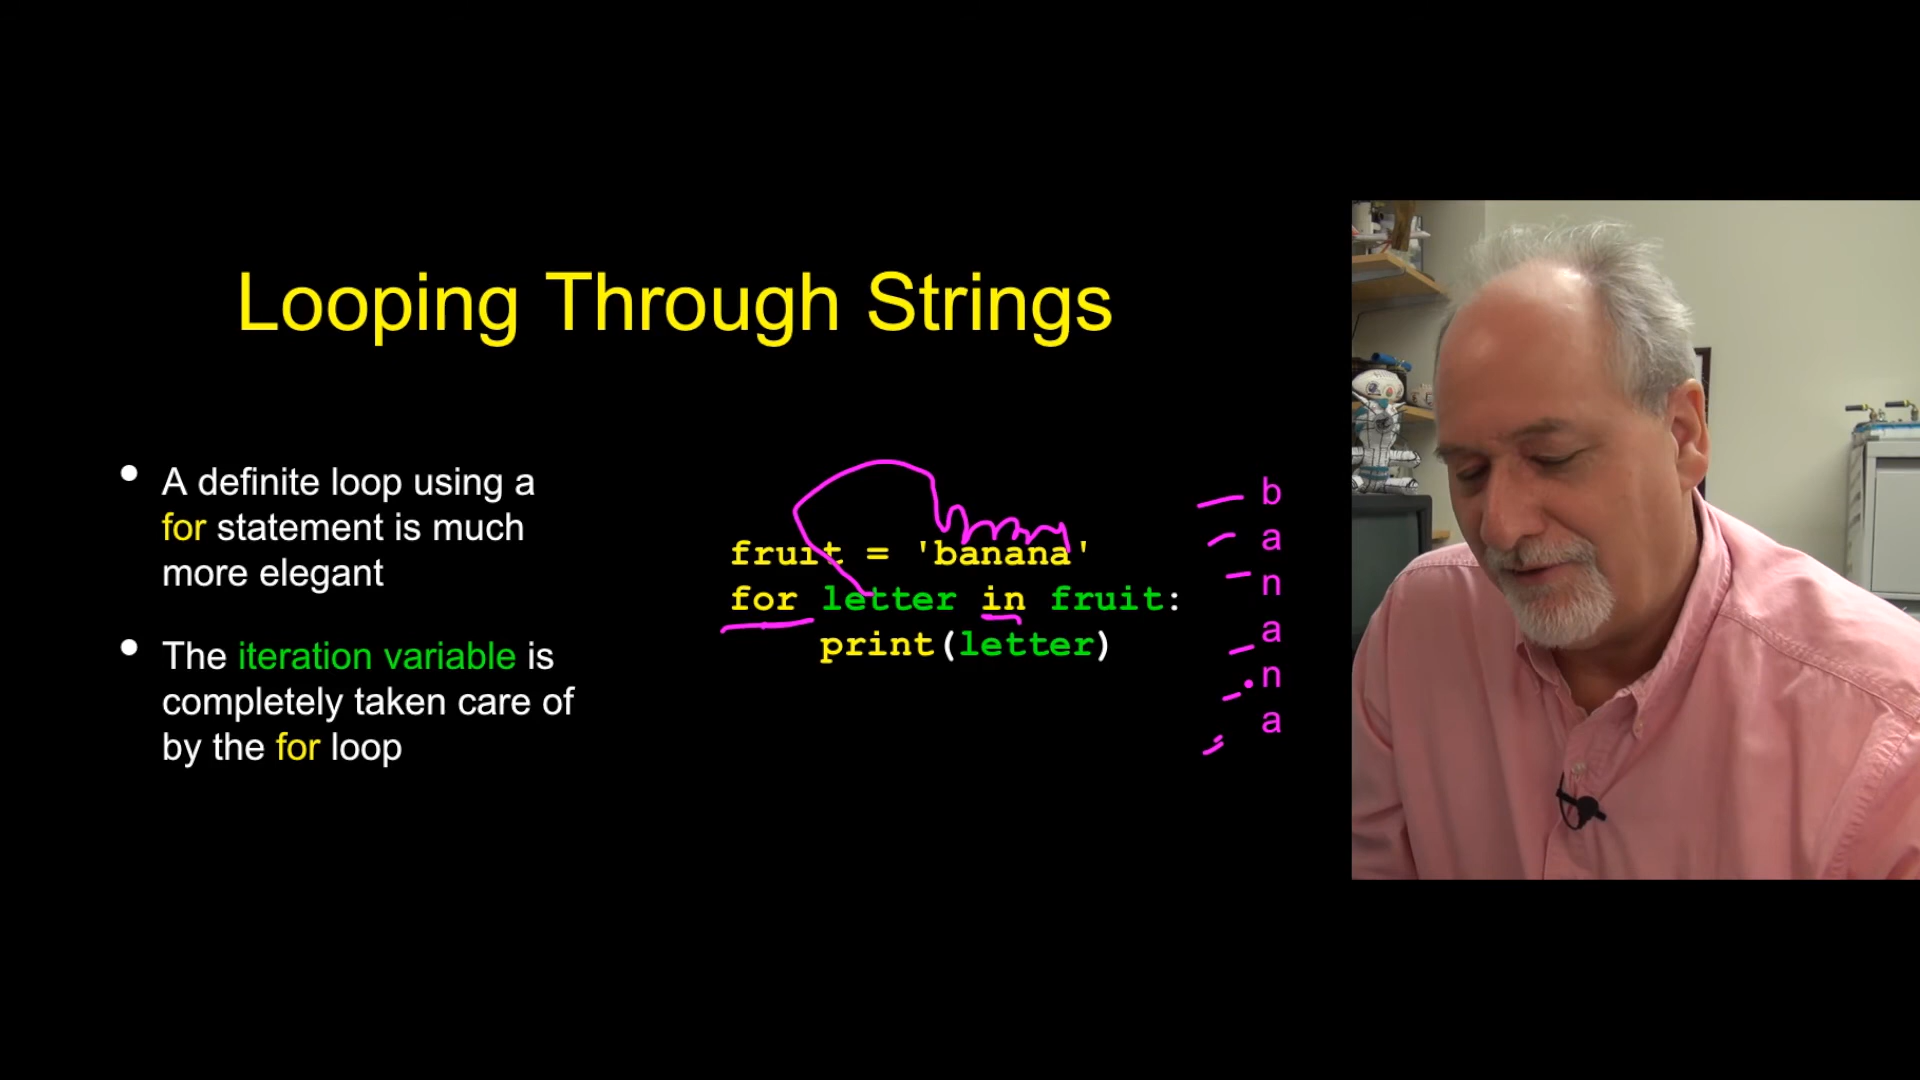 Looping Through Strings
• A definite loop using a
for statement is much
more elegant
• The iteration variable is
completely taken care of
by the for loop
fruit = 'banana'
for letter in fruit:
    print(letter)
b
a
n
a
n
a